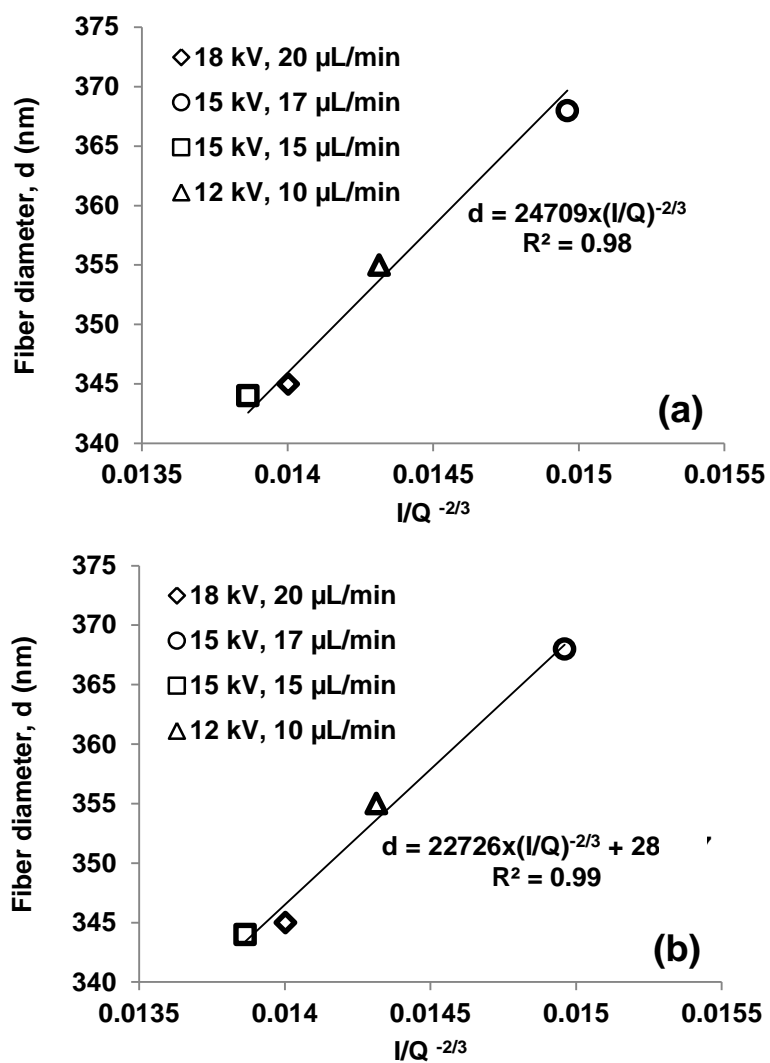 375
370
365
360
355
350
345
340
Fiber diameter, d (nm)
18 kV, 20 µL/min
15 kV, 17 µL/min
15 kV, 15 µL/min
12 kV, 10 µL/min
d = 24709x(I/Q)-2/3
R² = 0.98
(a)
0.0135 0.014 0.0145 0.015 0.0155
I/Q -2/3
375
370
365
360
355
350
345
340
Fiber diameter, d (nm)
18 kV, 20 µL/min
15 kV, 17 µL/min
15 kV, 15 µL/min
12 kV, 10 µL/min
d = 22726x(I/Q)-2/3 + 28
R² = 0.99
(b)
0.0135 0.014 0.0145 0.015 0.0155
I/Q -2/3